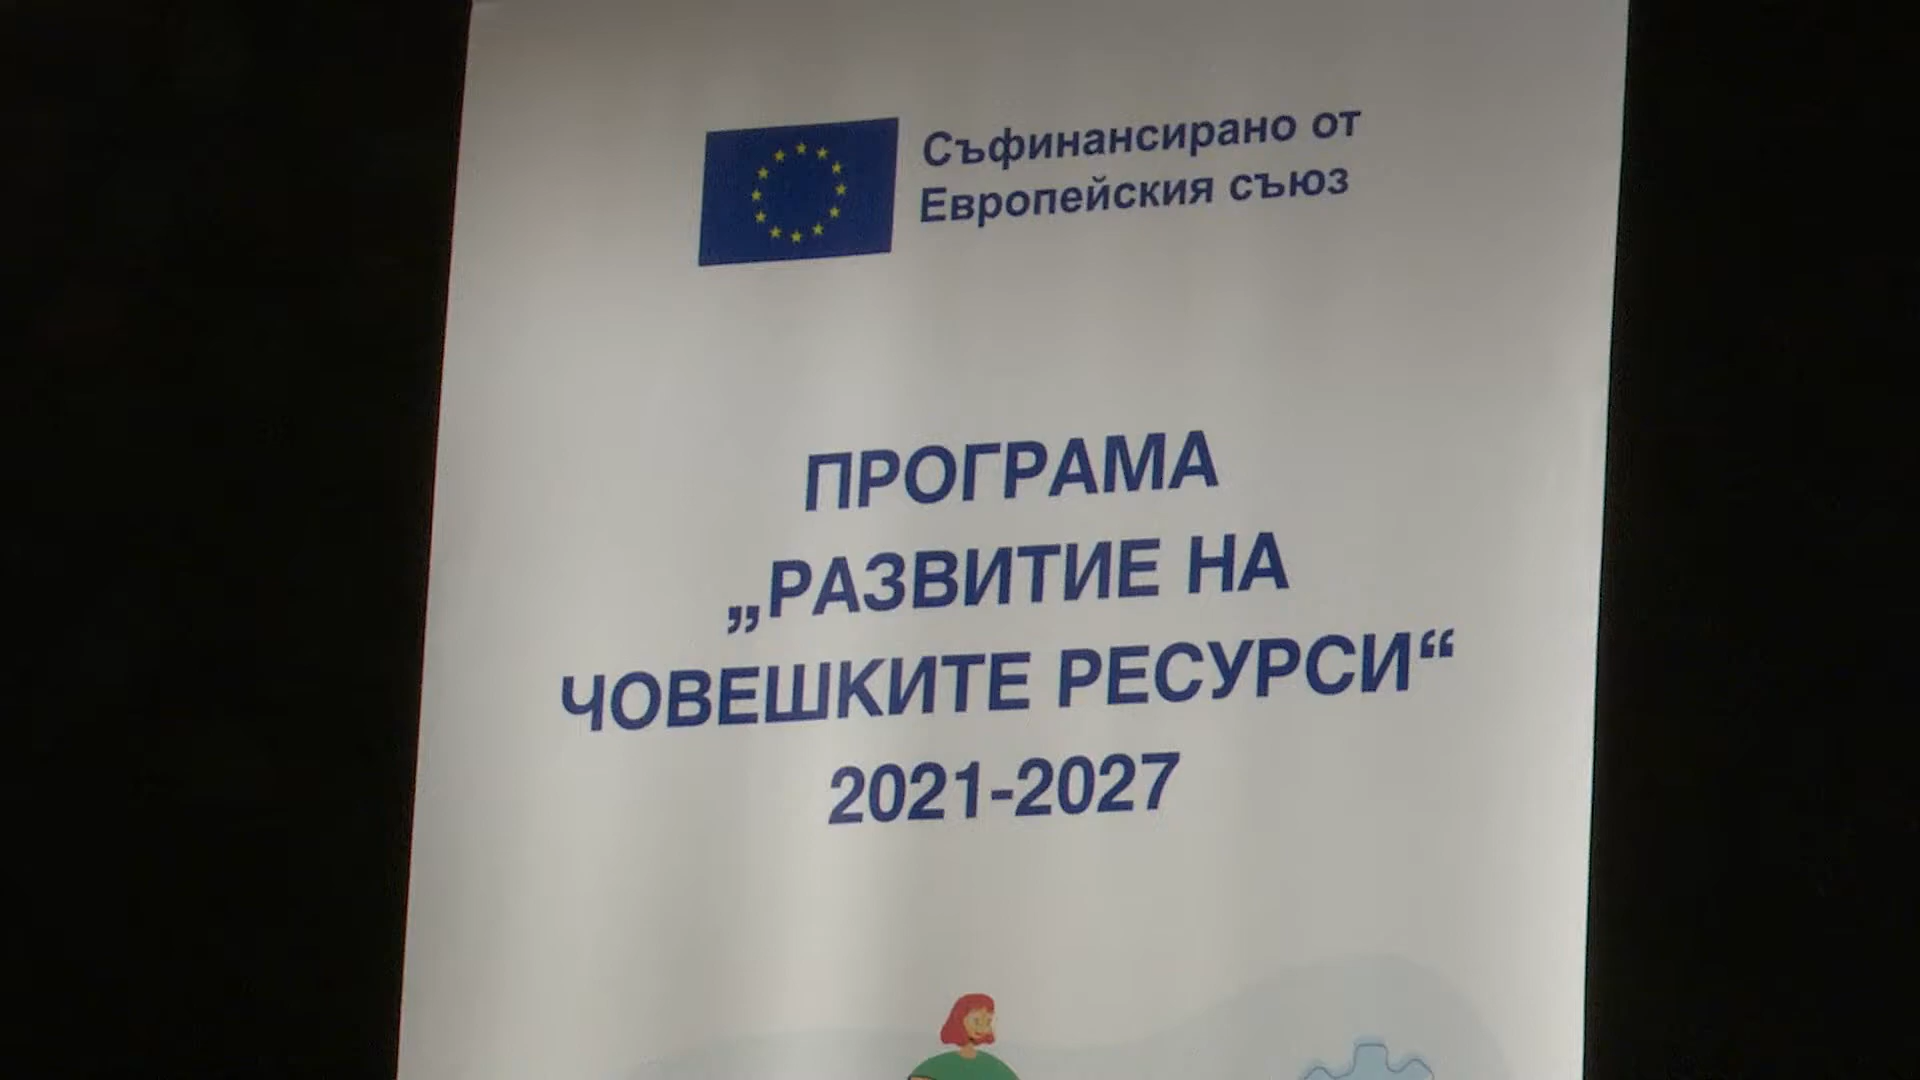 Съфинансирано от
Европейския съюз
ПРОГРАМА
„РАЗВИТИЕ НА
ЧОВЕШКИТЕ РЕСУРСИ“
2021-2027